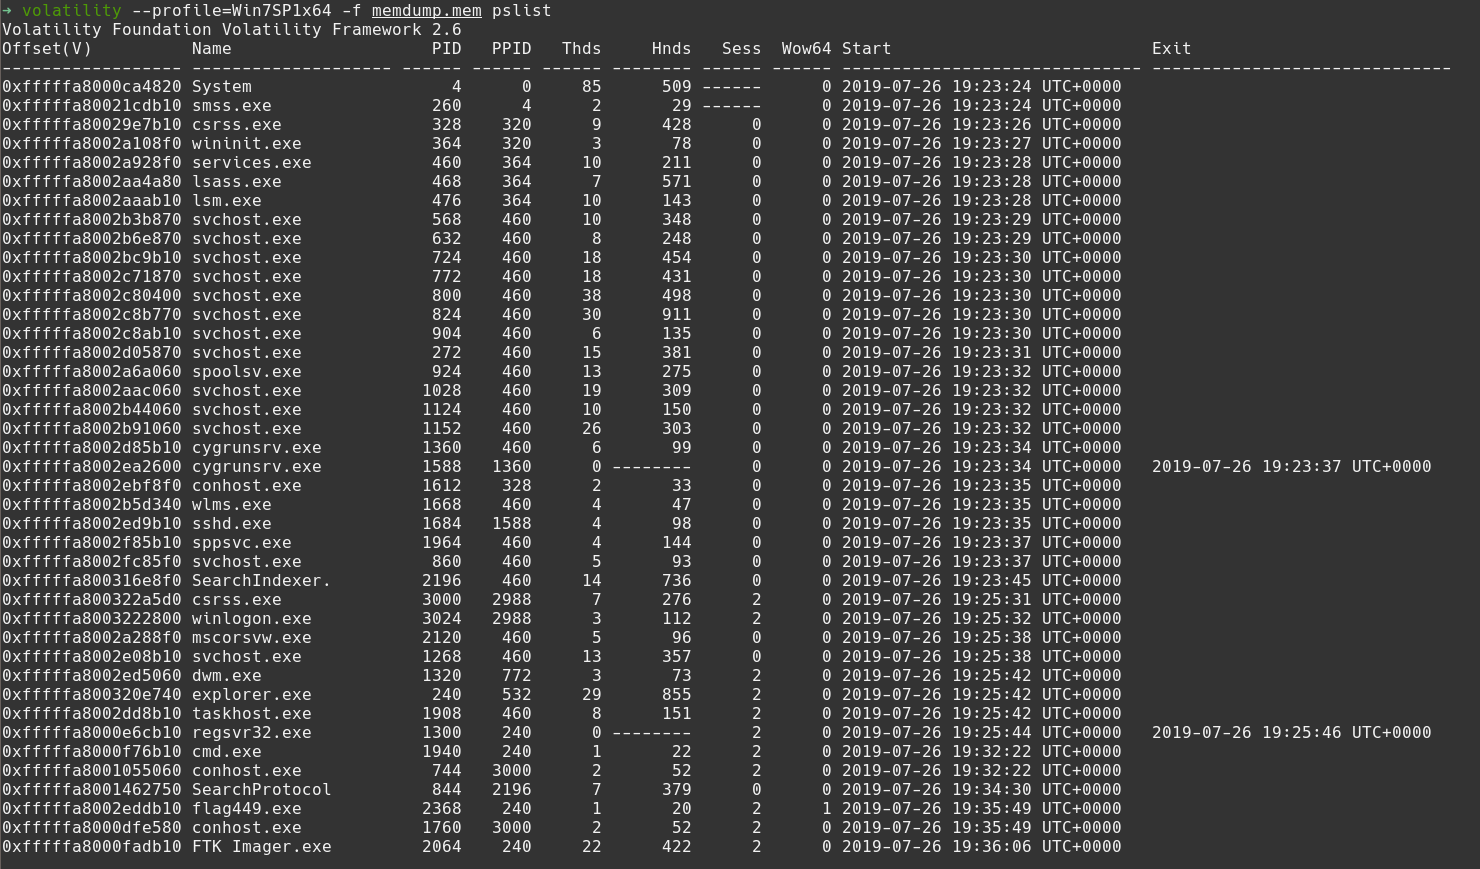 ➜ volatility --profile=Win7SP1x64 -f memdump.mem pslist
Volatility Foundation Volatility Framework 2.6
Offset(V)          Name                    PID   PPID   Thds     Hnds   Sess  Wow64 Start                          Exit
------------------ -------------------- ------ ------ ------ -------- ------ ------ ------------------------------ ------------------------------
0xfffffa8000ca4820 System                    4      0     85      509 ------      0 2019-07-26 19:23:24 UTC+0000
0xfffffa80021cdb10 smss.exe                260      4      2       29 ------      0 2019-07-26 19:23:24 UTC+0000
0xfffffa80029e7b10 csrss.exe               328    320      9      428      0      0 2019-07-26 19:23:26 UTC+0000
0xfffffa8002a108f0 wininit.exe             364    320      3       78      0      0 2019-07-26 19:23:27 UTC+0000
0xfffffa8002a928f0 services.exe            460    364     10      211      0      0 2019-07-26 19:23:28 UTC+0000
0xfffffa8002aa4a80 lsass.exe               468    364      7      571      0      0 2019-07-26 19:23:28 UTC+0000
0xfffffa8002aaab10 lsm.exe                 476    364     10      143      0      0 2019-07-26 19:23:28 UTC+0000
0xfffffa8002b3b870 svchost.exe             568    460     10      348      0      0 2019-07-26 19:23:29 UTC+0000
0xfffffa8002b6e870 svchost.exe             632    460      8      248      0      0 2019-07-26 19:23:29 UTC+0000
0xfffffa8002bc9b10 svchost.exe             724    460     18      454      0      0 2019-07-26 19:23:30 UTC+0000
0xfffffa8002c71870 svchost.exe             772    460     18      431      0      0 2019-07-26 19:23:30 UTC+0000
0xfffffa8002c80400 svchost.exe             800    460     38      498      0      0 2019-07-26 19:23:30 UTC+0000
0xfffffa8002c8b770 svchost.exe             824    460     30      911      0      0 2019-07-26 19:23:30 UTC+0000
0xfffffa8002c8ab10 svchost.exe             904    460      6      135      0      0 2019-07-26 19:23:30 UTC+0000
0xfffffa8002d05870 svchost.exe             272    460     15      381      0      0 2019-07-26 19:23:31 UTC+0000
0xfffffa8002a6a060 spoolsv.exe             924    460     13      275      0      0 2019-07-26 19:23:32 UTC+0000
0xfffffa8002aac060 svchost.exe            1028    460     19      309      0      0 2019-07-26 19:23:32 UTC+0000
0xfffffa8002b44060 svchost.exe            1124    460     10      150      0      0 2019-07-26 19:23:32 UTC+0000
0xfffffa8002b91060 svchost.exe            1152    460     26      303      0      0 2019-07-26 19:23:32 UTC+0000
0xfffffa8002d85b10 cygrunsrv.exe          1360    460      6       99      0      0 2019-07-26 19:23:34 UTC+0000
0xfffffa8002ea2600 cygrunsrv.exe          1588   1360      0 --------      0      0 2019-07-26 19:23:34 UTC+0000   2019-07-26 19:23:37 UTC+0000
0xfffffa8002ebf8f0 conhost.exe            1612    328      2       33      0      0 2019-07-26 19:23:35 UTC+0000
0xfffffa8002b5d340 wlms.exe               1668    460      4       47      0      0 2019-07-26 19:23:35 UTC+0000
0xfffffa8002ed9b10 sshd.exe               1684   1588      4       98      0      0 2019-07-26 19:23:35 UTC+0000
0xfffffa8002f85b10 sppsvc.exe             1964    460      4      144      0      0 2019-07-26 19:23:37 UTC+0000
0xfffffa8002fc85f0 svchost.exe             860    460      5       93      0      0 2019-07-26 19:23:37 UTC+0000
0xfffffa800316e8f0 SearchIndexer.         2196    460     14      736      0      0 2019-07-26 19:23:45 UTC+0000
0xfffffa800322a5d0 csrss.exe              3000   2988      7      276      2      0 2019-07-26 19:25:31 UTC+0000
0xfffffa8003222800 winlogon.exe           3024   2988      3      112      2      0 2019-07-26 19:25:32 UTC+0000
0xfffffa8002a288f0 mscorsvw.exe           2120    460      5       96      0      0 2019-07-26 19:25:38 UTC+0000
0xfffffa8002e08b10 svchost.exe            1268    460     13      357      0      0 2019-07-26 19:25:38 UTC+0000
0xfffffa8002ed5060 dwm.exe                1320    772      3       73      2      0 2019-07-26 19:25:42 UTC+0000
0xfffffa800320e740 explorer.exe            240    532     29      855      2      0 2019-07-26 19:25:42 UTC+0000
0xfffffa8002dd8b10 taskhost.exe           1908    460      8      151      2      0 2019-07-26 19:25:42 UTC+0000
0xfffffa8000e6cb10 regsvr32.exe           1300    240      0 --------      2      0 2019-07-26 19:25:44 UTC+0000   2019-07-26 19:25:46 UTC+0000
0xfffffa8000f76b10 cmd.exe                1940    240      1       22      2      0 2019-07-26 19:32:22 UTC+0000
0xfffffa8001055060 conhost.exe             744   3000      2       52      2      0 2019-07-26 19:32:22 UTC+0000
0xfffffa8001462750 SearchProtocol          844   2196      7      379      0      0 2019-07-26 19:34:30 UTC+0000
0xfffffa8002eddb10 flag449.exe            2368    240      1       20      2      1 2019-07-26 19:35:49 UTC+0000
0xfffffa8000dfe580 conhost.exe            1760   3000      2       52      2      0 2019-07-26 19:35:49 UTC+0000
0xfffffa8000fadb10 FTK Imager.exe         2064    240     22      422      2      0 2019-07-26 19:36:06 UTC+0000